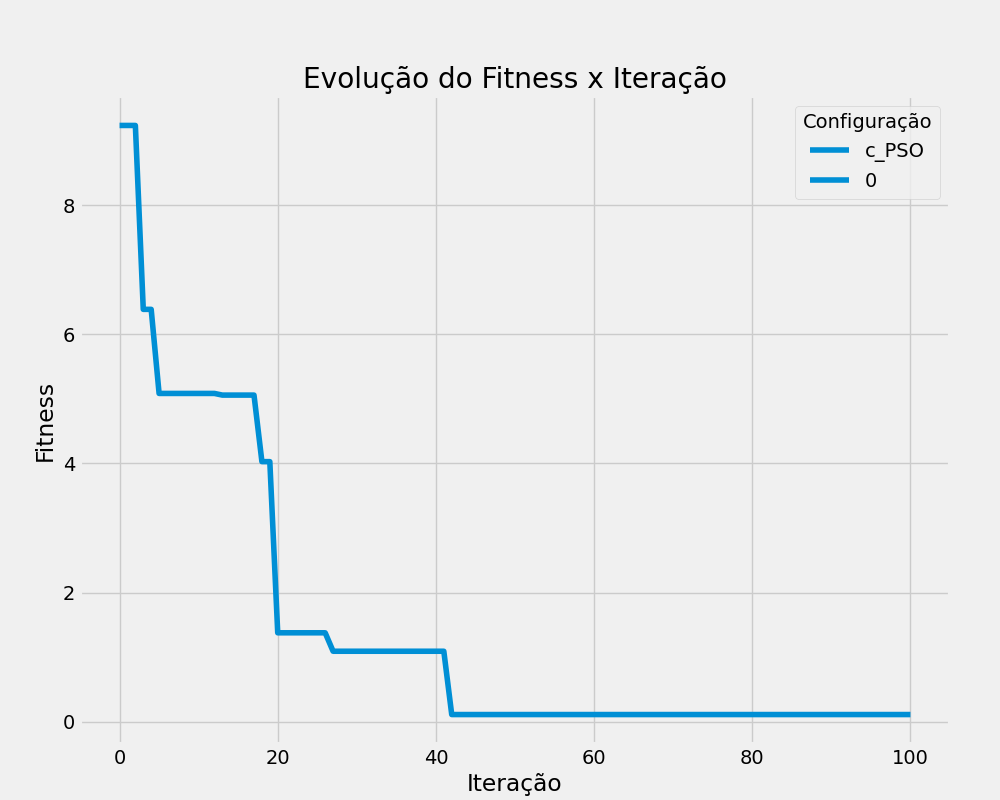 Evolução do Fitness x Iteração
Configuração
c_PSO
0
Fitness
8
6
4
2
0
0 20 40 60 80 100
Iteração